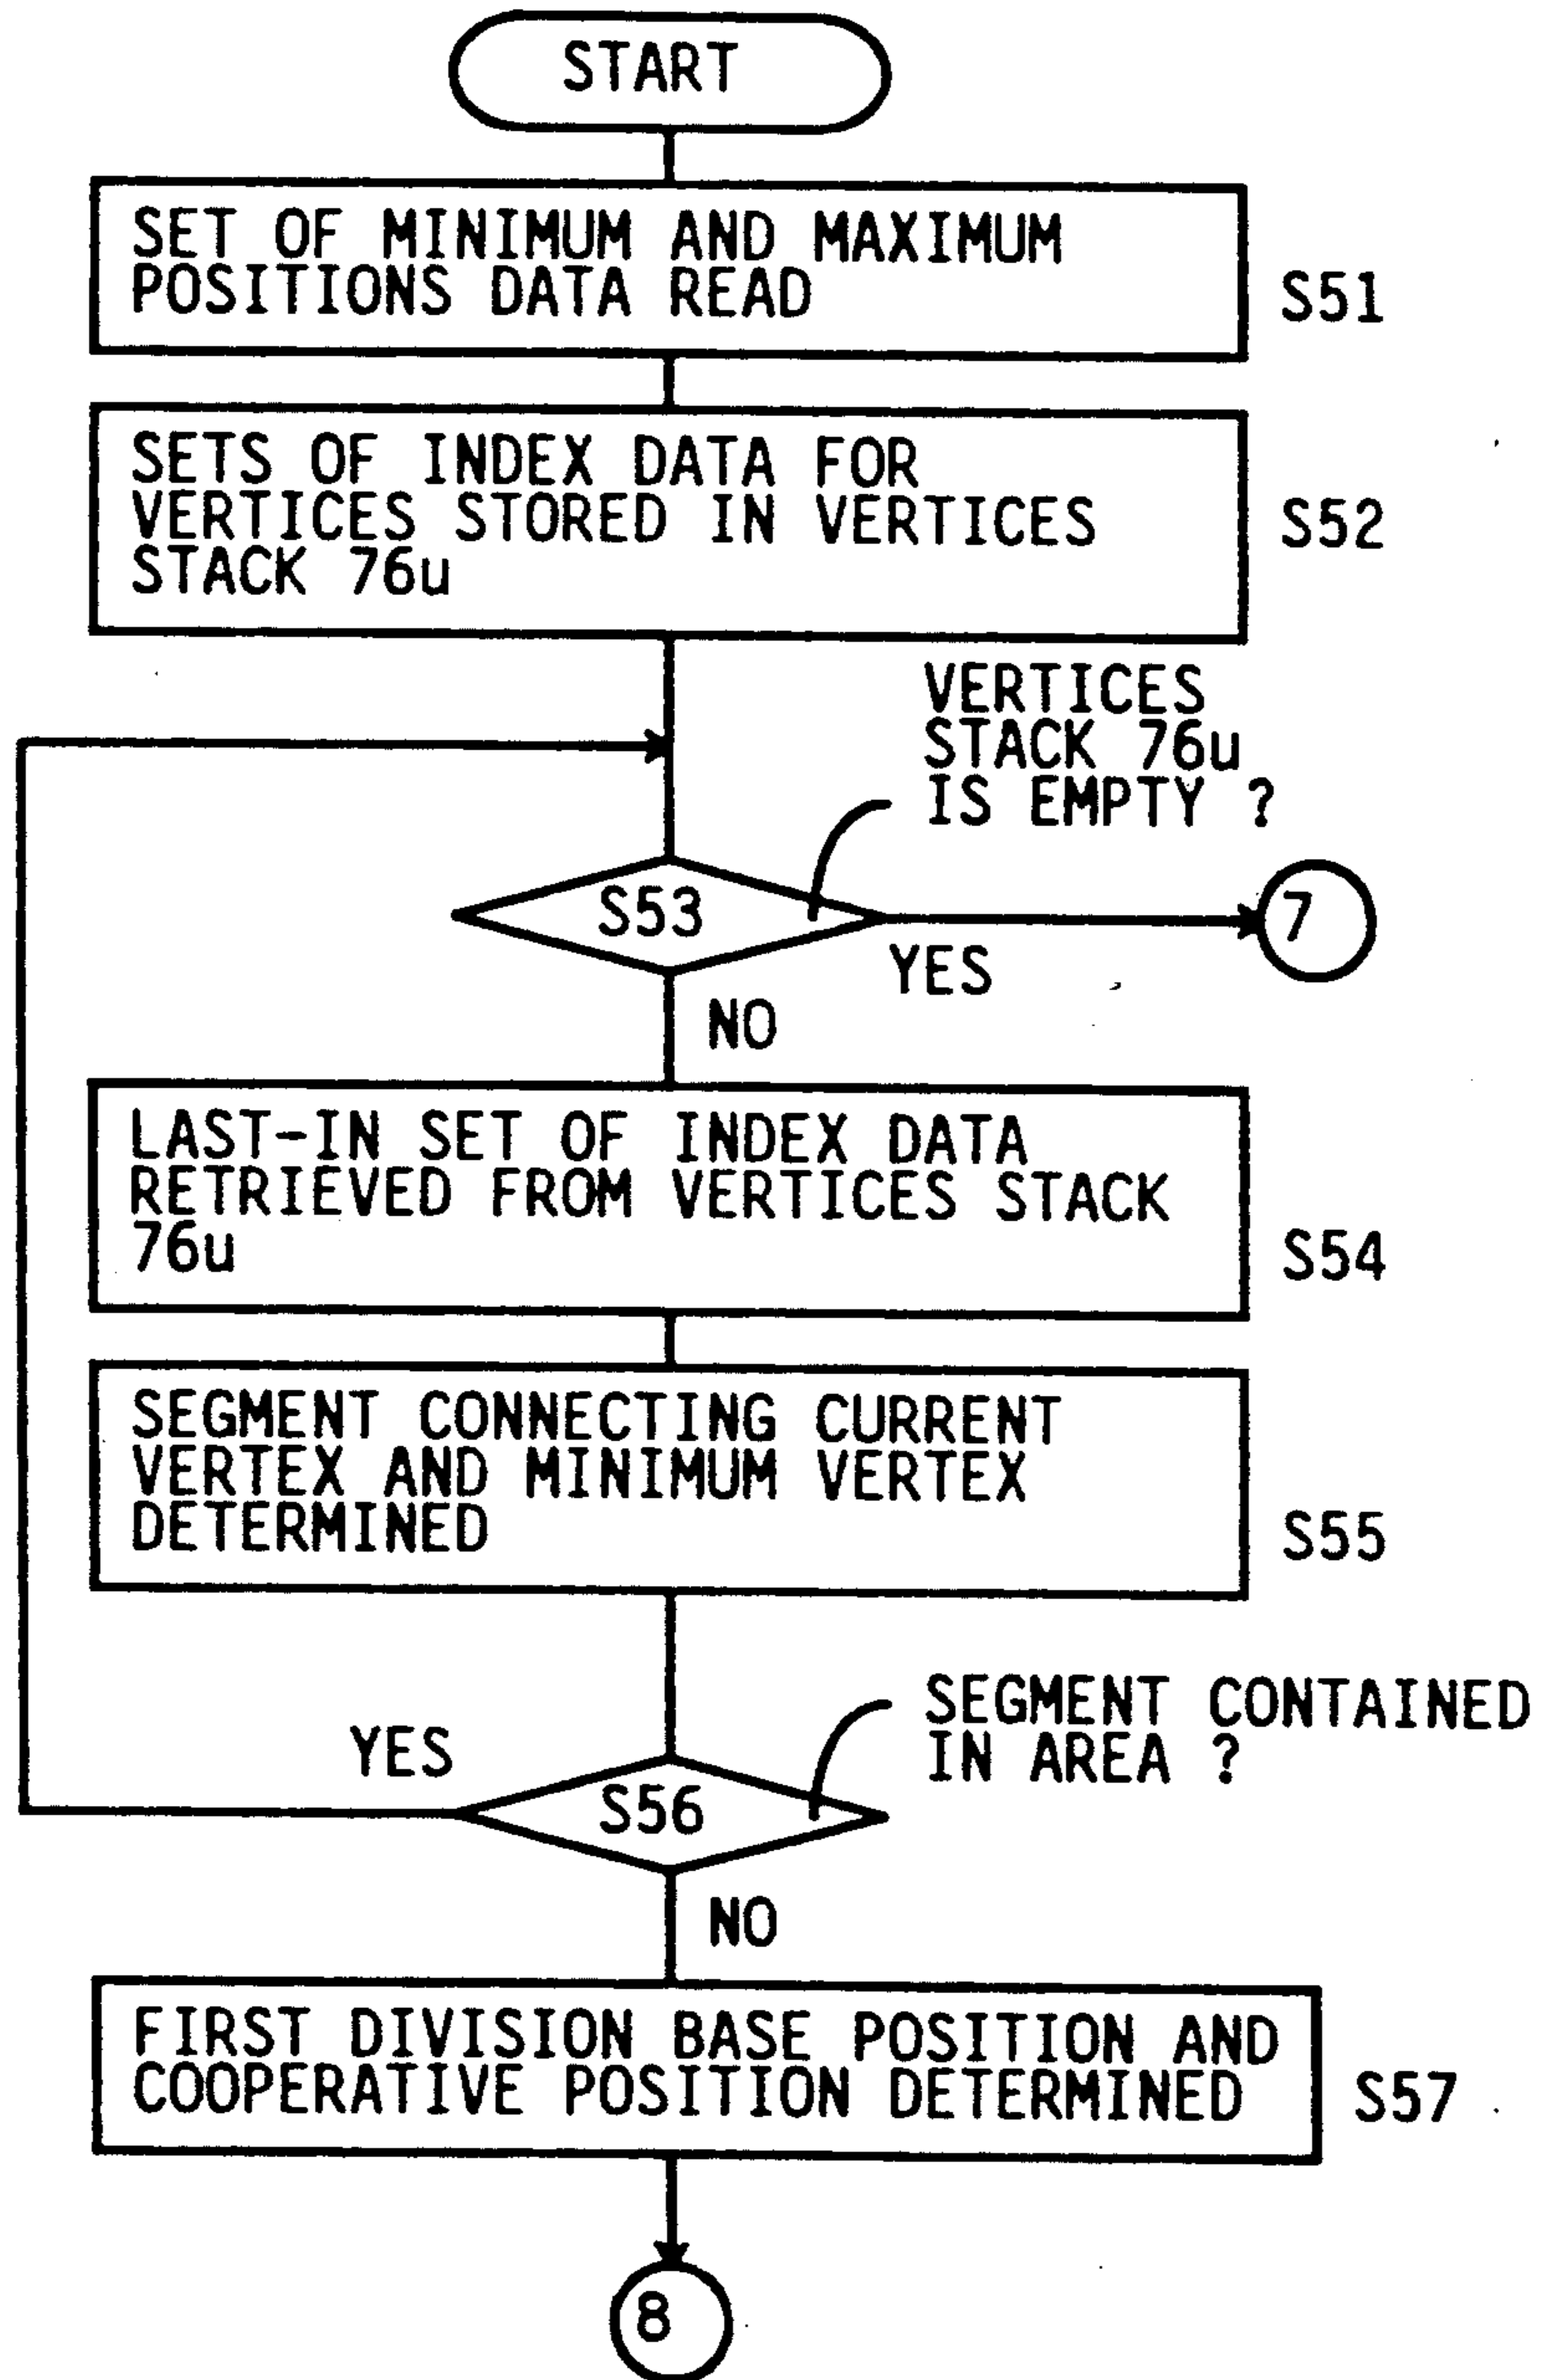 START
SET OF MINIMUM AND MAXIMUM
POSITIONS DATA READ
S51
SETS OF INDEX DATA FOR
VERTICES STORED IN VERTICES
STACK 76u
S52
VERTICES
STACK 76u
IS EMPTY ?
S53
7
YES
NO
LAST-IN SET OF INDEX DATA
RETRIEVED FROM VERTICES STACK
76u
S54
SEGMENT CONNECTING CURRENT
VERTEX AND MINIMUM VERTEX
DETERMINED
S55
SEGMENT CONTAINED
IN AREA ?
YES
S56
NO
FIRST DIVISION BASE POSITION AND
COOPERATIVE POSITION DETERMINED
S57
8